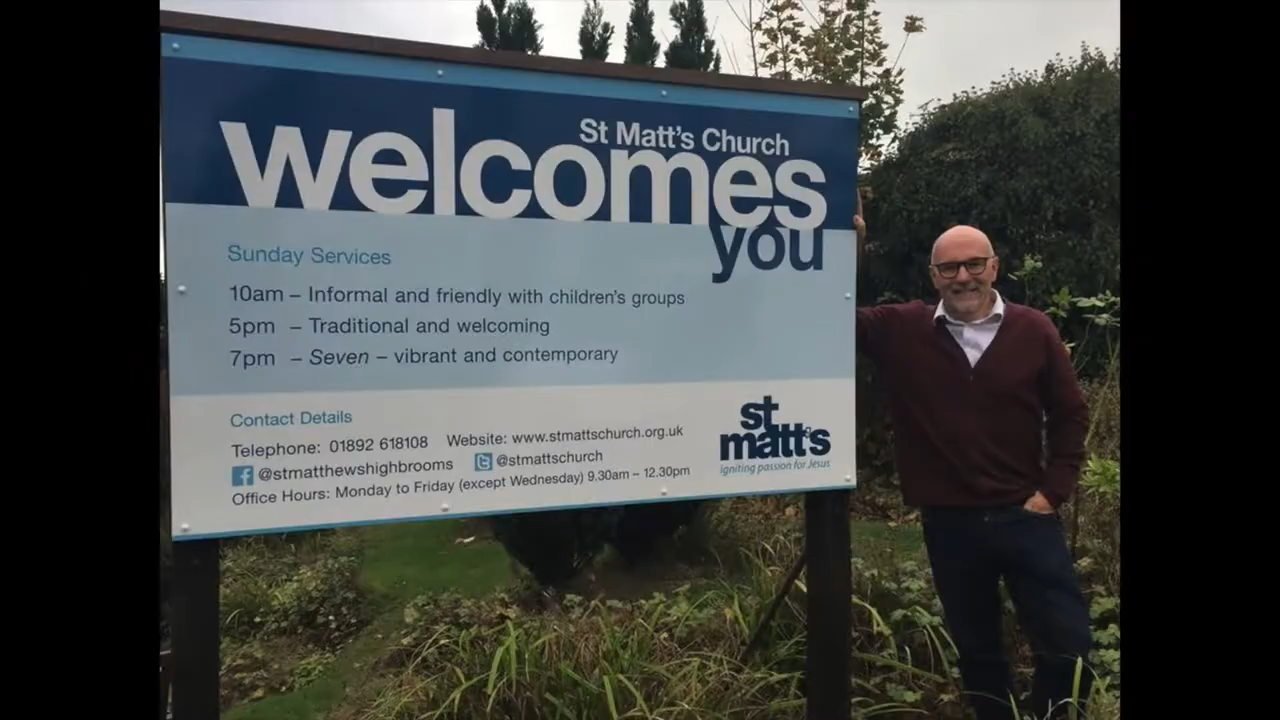 St Matt's Church
welcomes
you
Sunday Services
10am – Informal and friendly with children's groups
5pm – Traditional and welcoming
7pm – Seven – vibrant and contemporary
Contact Details
Telephone: 01892 618108 Website: www.stmattschurch.org.uk
@stmatthewshighbrooms @stmattschurch
Office Hours: Monday to Friday (except Wednesday) 9.30am – 12.30pm
st
matt's
igniting passion for Jesus